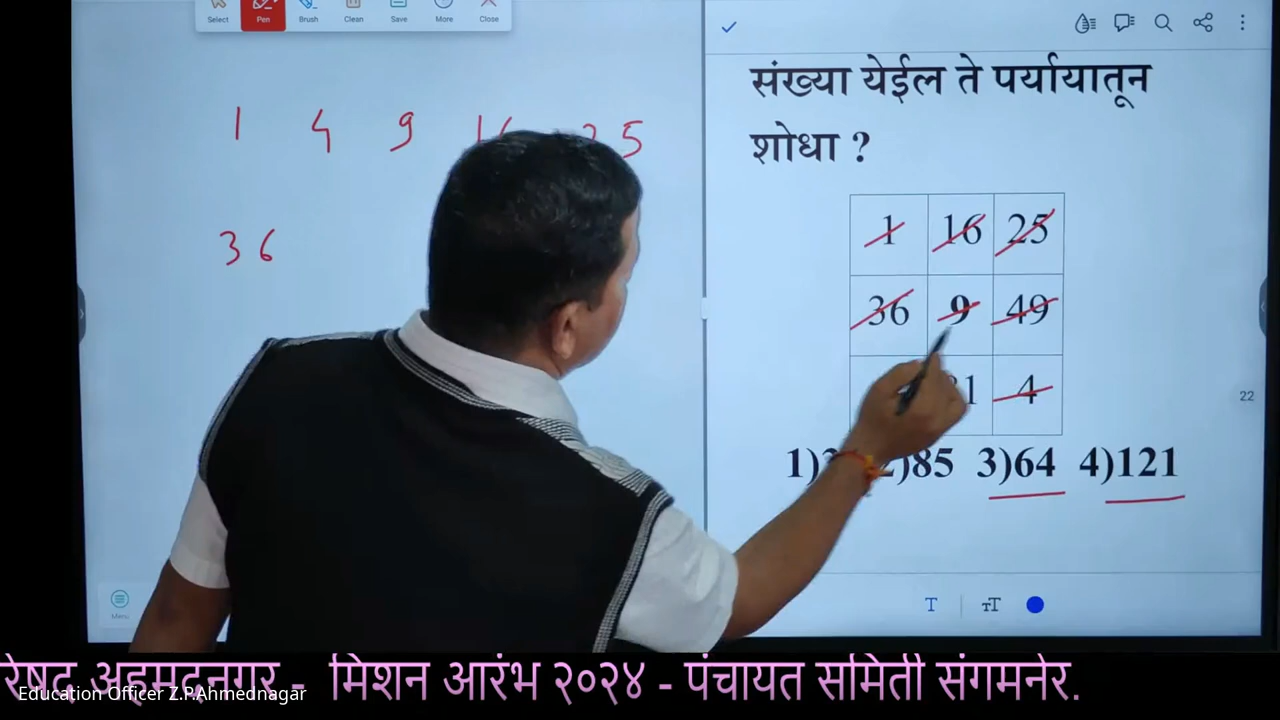 Select Pen Brush Clean Save More Close
1 4 9 25
36
संख्या येईल ते पर्यायातून
शोधा ?
1 16 25
36 9 49
4
1) 85 3)64 4)121
22
Menu
T тT
अहमदनगर - मिशन आरंभ २०२४ - पंचायत समिती संगमनेर.
Education Officer Z.P.Ahmednagar